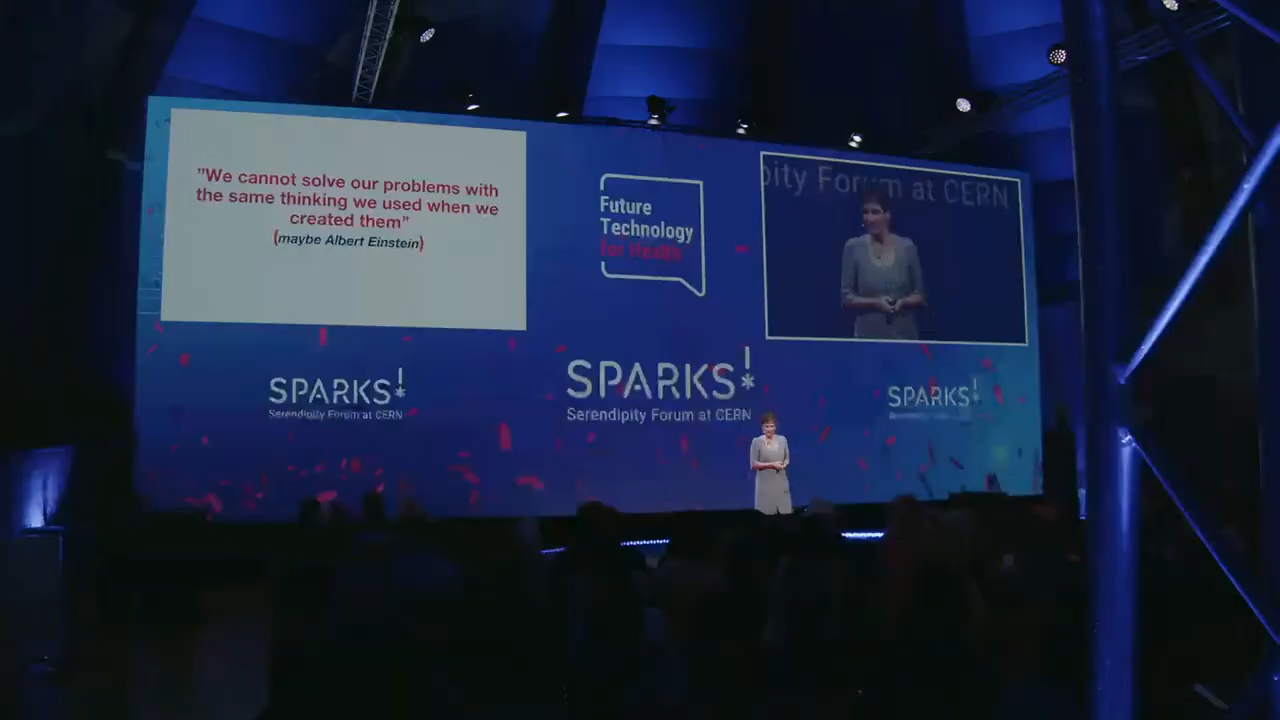 "We cannot solve our problems with
the same thinking we used when we
created them"
(maybe Albert Einstein)
Future
Technology
for Health
pity Forum at CERN
SPARKS!
Serendipity Forum at CERN
SPARKS!
Serendipity Forum at CERN
SPARKS!